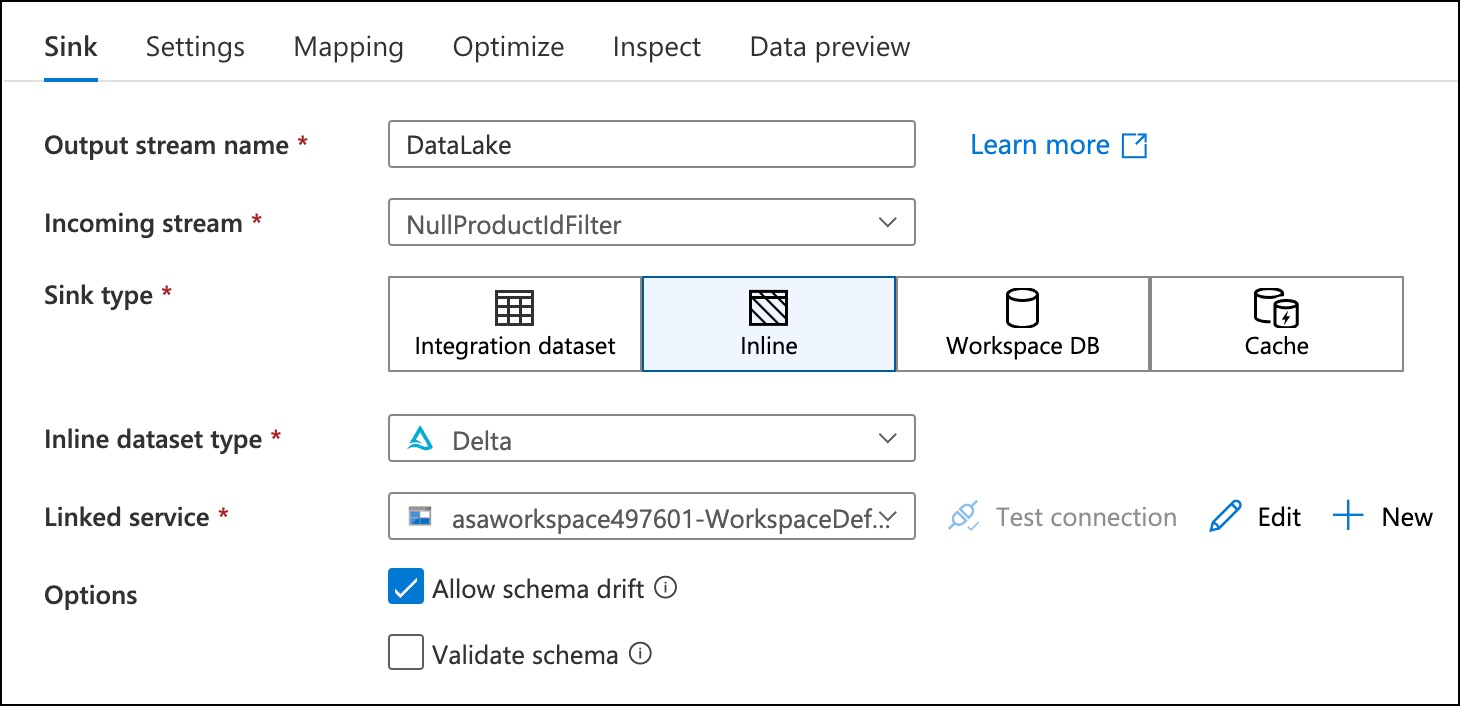 Sink Settings Mapping Optimize Inspect Data preview
Output stream name * DataLake Learn more
Incoming stream * NullProductIdFilter
Sink type * Integration dataset Inline Workspace DB Cache
Inline dataset type * Delta
Linked service * asaworkspace497601-WorkspaceDef... Test connection Edit New
Options Allow schema drift
Validate schema